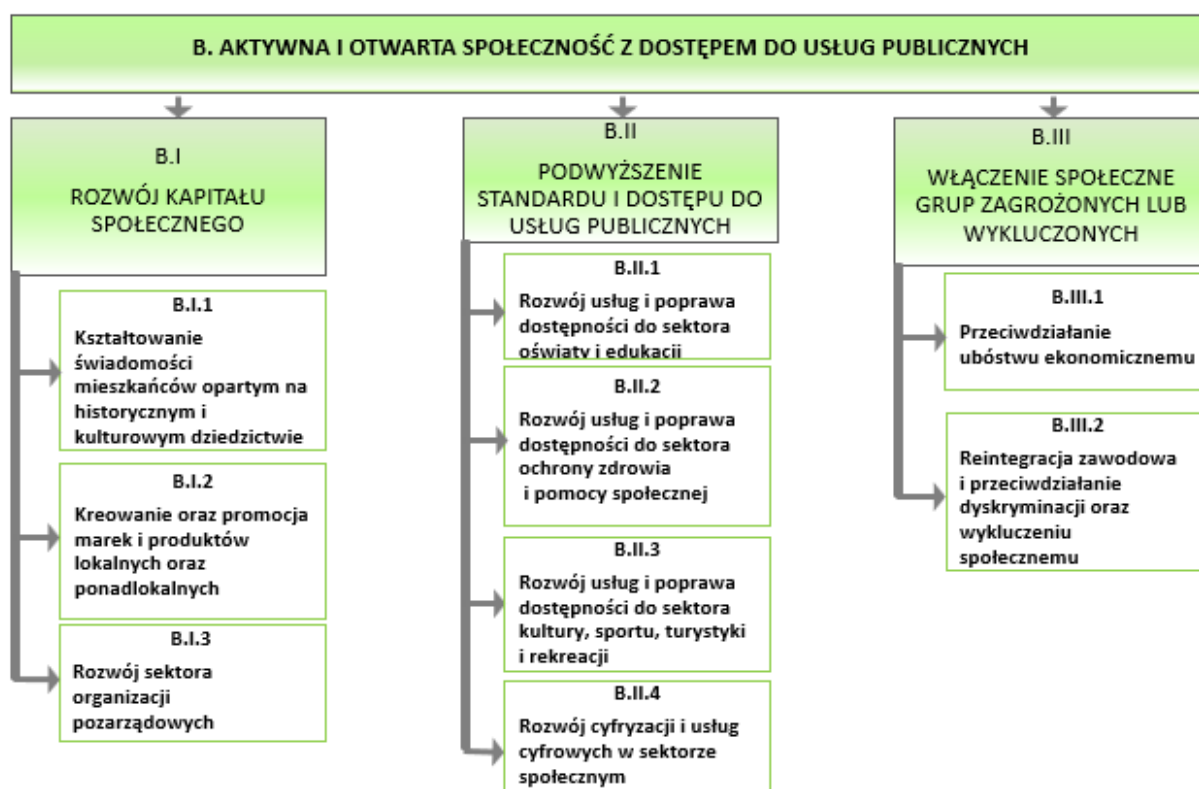 B. AKTYWNA I OTWARTA SPOŁECZNOŚĆ Z DOSTĘPEM DO USŁUG PUBLICZNYCH
B.I
ROZWÓJ KAPITAŁU
SPOŁECZNEGO
B.I.1
Kształtowanie
świadomości
mieszkańców opartym na
historycznym i
kulturowym dziedzictwie
B.I.2
Kreowanie oraz promocja
marek i produktów
lokalnych oraz
ponadlokalnych
B.I.3
Rozwój sektora
organizacji
pozarządowych
B.II
PODWYŻSZENIE
STANDARDU I DOSTĘPU DO
USŁUG PUBLICZNYCH
B.II.1
Rozwój usług i poprawa
dostępności do sektora
oświaty i edukacji
B.II.2
Rozwój usług i poprawa
dostępności do sektora
ochrony zdrowia
i pomocy społecznej
B.II.3
Rozwój usług i poprawa
dostępności do sektora
kultury, sportu, turystyki
i rekreacji
B.II.4
Rozwój cyfryzacji i usług
cyfrowych w sektorze
społecznym
B.III
WŁĄCZENIE SPOŁECZNE
GRUP ZAGROŻONYCH LUB
WYKLUCZONYCH
B.III.1
Przeciwdziałanie
ubóstwu ekonomicznemu
B.III.2
Reintegracja zawodowa
i przeciwdziałanie
dyskryminacji oraz
wykluczeniu
społecznemu